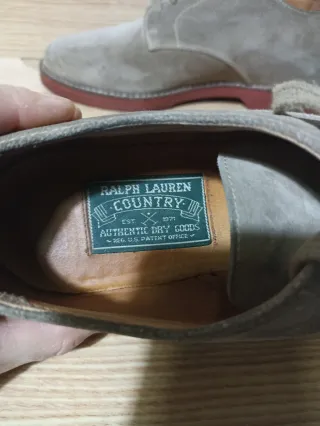 RALPH LAUREN
COUNTRY
EST. 1971
AUTHENTIC DRY GOODS
REG. U.S. PATENT OFFICE